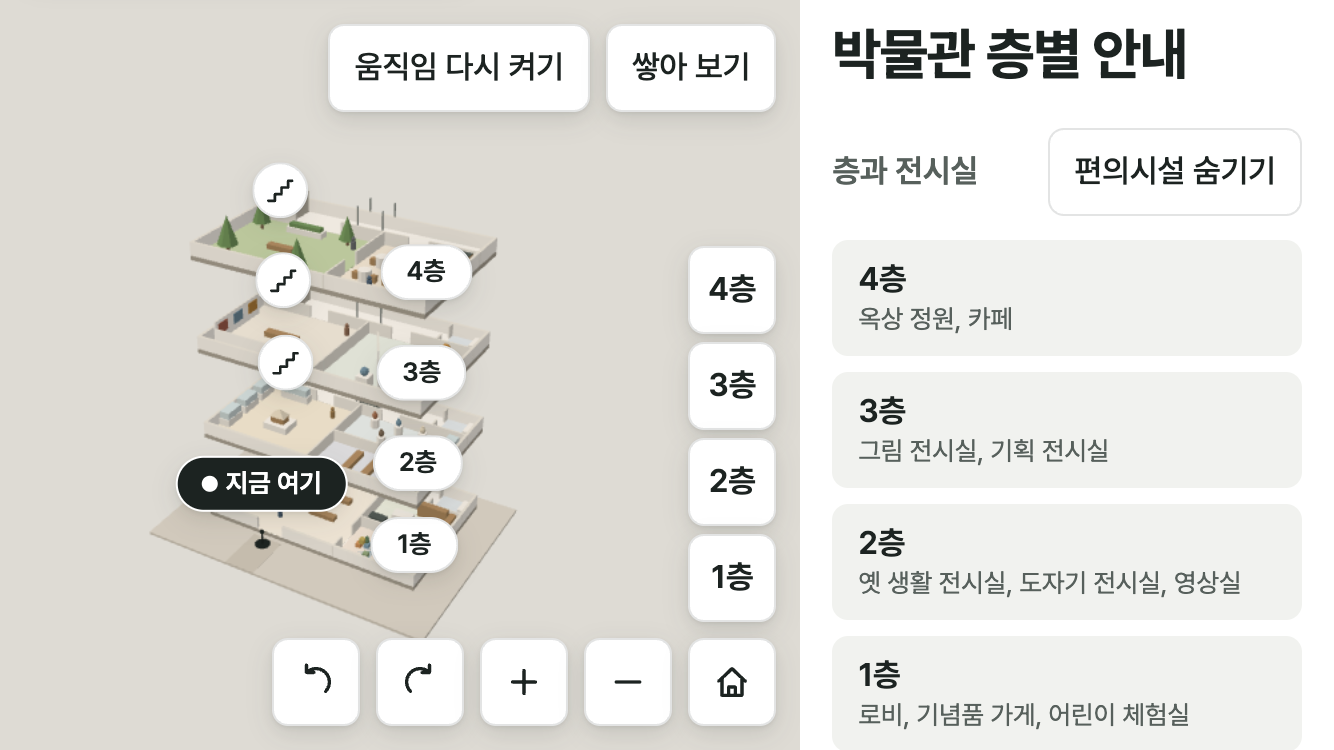 움직임 다시 켜기
쌓아 보기
4층
3층
2층
지금 여기
1층
4층
3층
2층
1층
박물관 층별 안내
층과 전시실
편의시설 숨기기
4층
옥상 정원, 카페
3층
그림 전시실, 기획 전시실
2층
옛 생활 전시실, 도자기 전시실, 영상실
1층
로비, 기념품 가게, 어린이 체험실